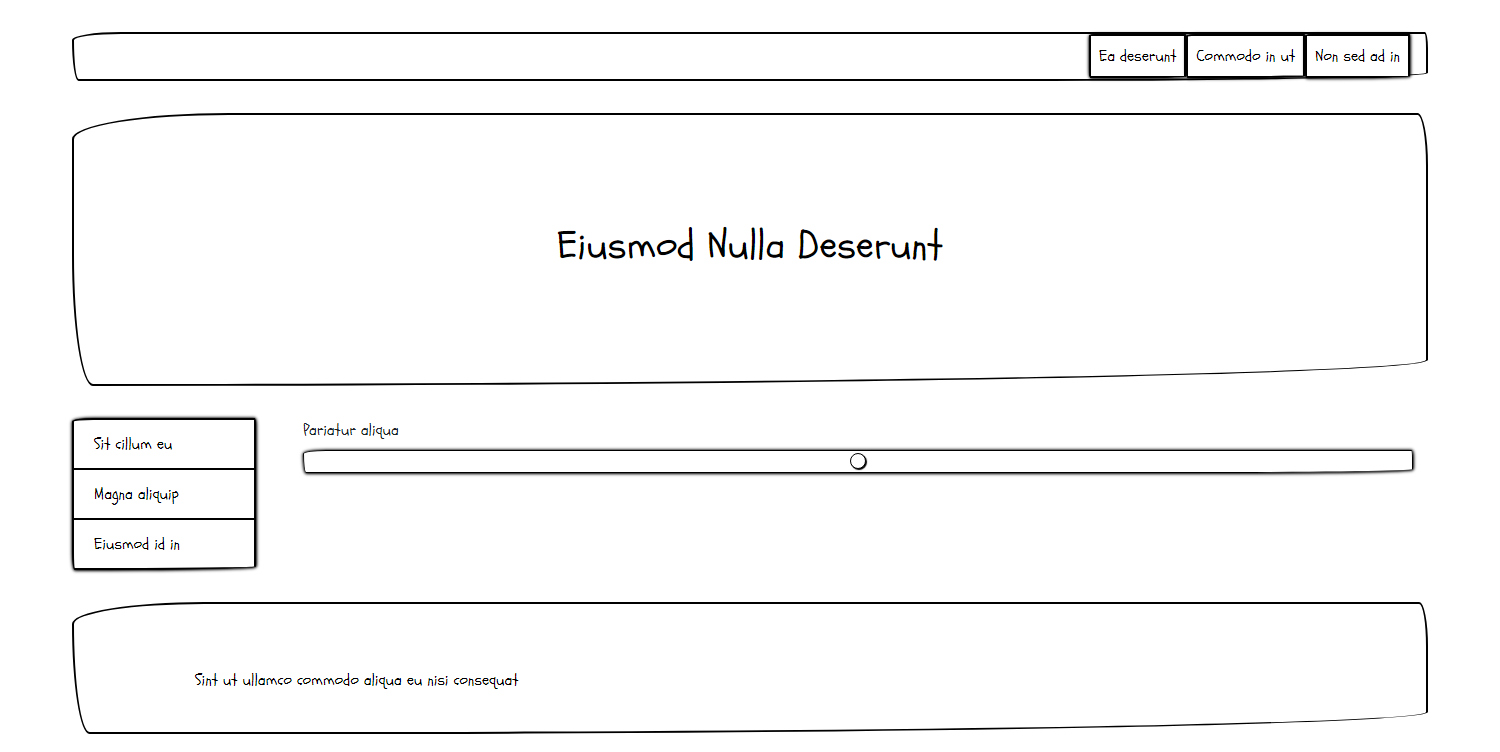 Ea deserunt Commodo in ut Non sed ad in
Eiusmod Nulla Deserunt
Sit cillum eu
Magna aliquip
Eiusmod id in
Pariatur aliqua
Sint ut ullamco commodo aliqua eu nisi consequat